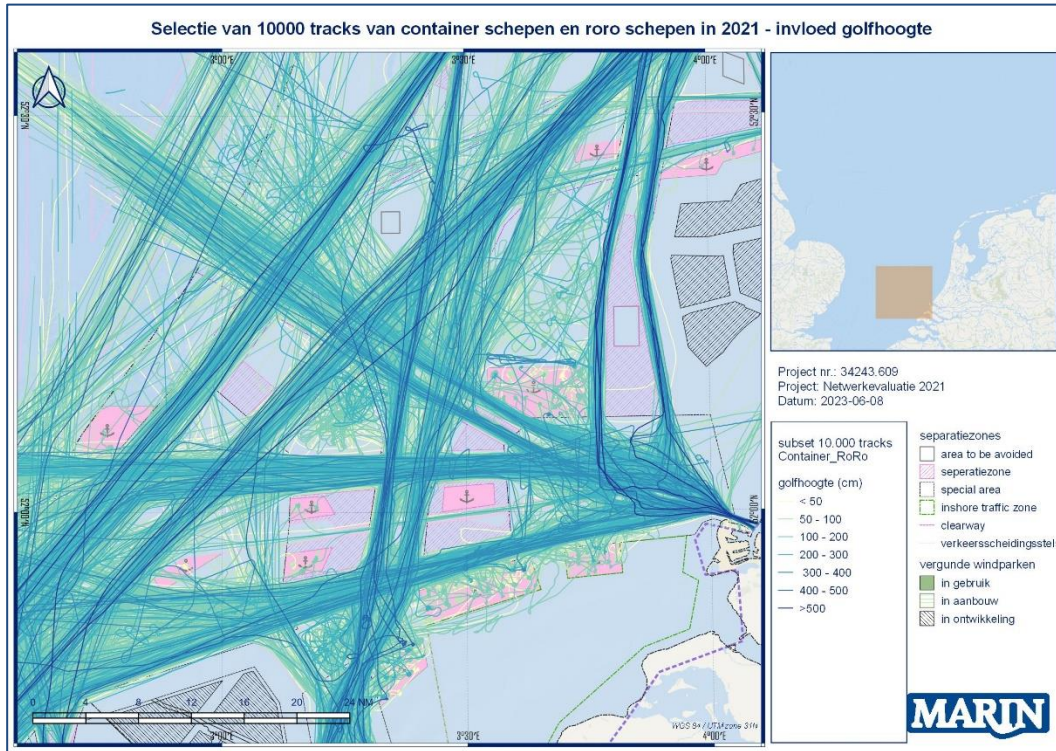 Selectie van 10000 tracks van container schepen en roro schepen in 2021 - invloed golfhoogte
3°00'E
3°30'E
4°00'E
52°30'N
52°30'N
52°00'N
52°00'N
0 4 8 12 16 20 24 NM
3°00'E
3°30'E
4°00'E
WGS 84 / UTM zone 31N
Project nr.: 34243.609
Project: Netwerkevaluatie 2021
Datum: 2023-06-08
subset 10.000 tracks
Container_RoRo
golfhoogte (cm)
< 50
50 - 100
100 - 200
200 - 300
300 - 400
400 - 500
>500
separatiezones
area to be avoided
seperatiezone
special area
inshore traffic zone
clearway
verkeersscheidingsstels
vergunde windparken
in gebruik
in aanbouw
in ontwikkeling
MARIN